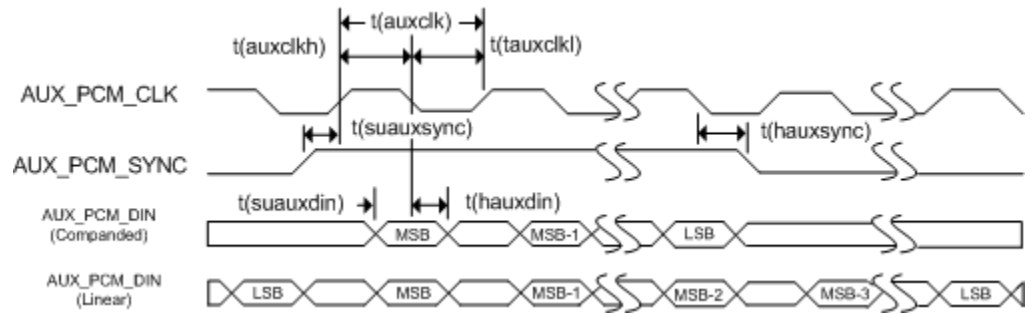 t(auxclk)
t(auxclkh) t(tauxclkl)
AUX_PCM_CLK
t(suauxsync) t(hauxsync)
AUX_PCM_SYNC
t(suauxdin) t(hauxdin)
AUX_PCM_DIN
(Companded)
MSB MSB-1 LSB
AUX_PCM_DIN
(Linear)
LSB MSB MSB-1 MSB-2 MSB-3 LSB